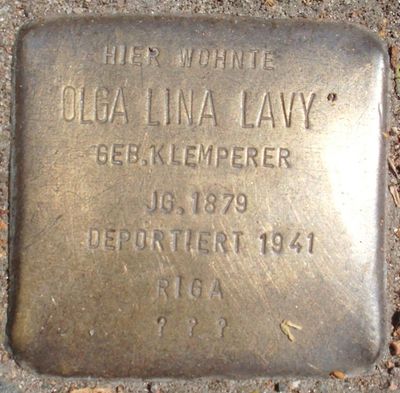 HIER WOHNTE
OLGA LINA LAVY
GEB. KLEMPERER
JG. 1879
DEPORTIERT 1941
RIGA
? ? ?